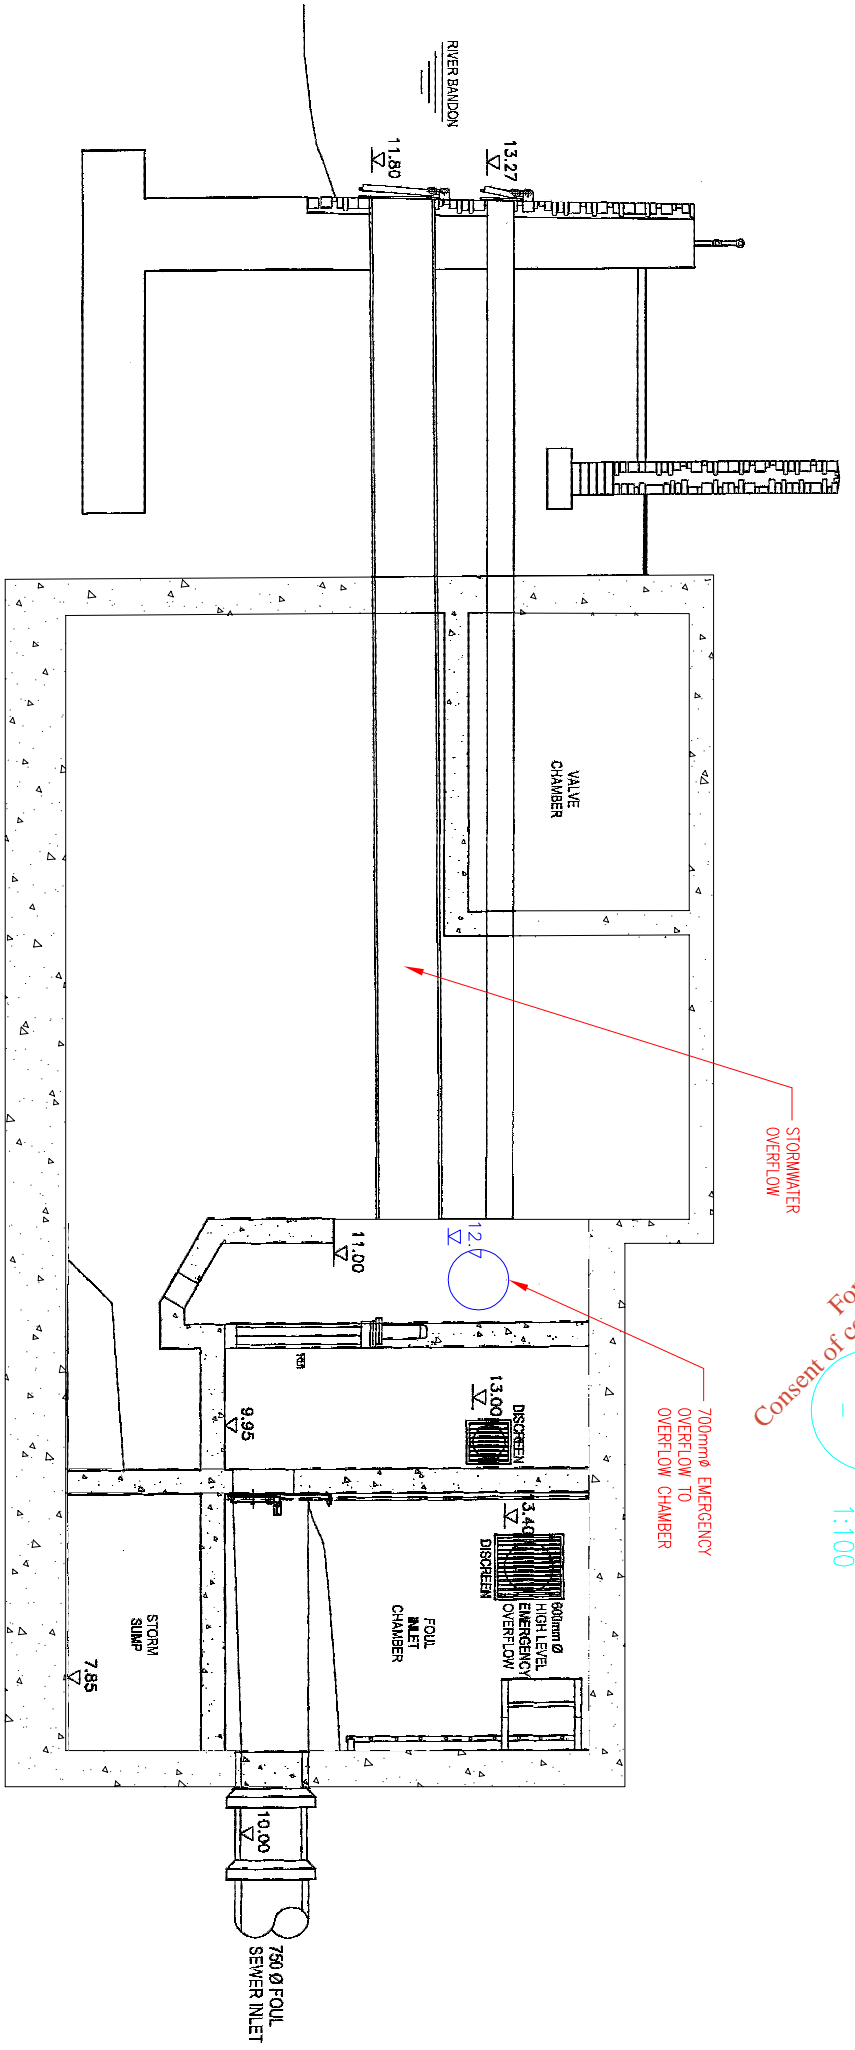 RIVER BANDON
13.27
11.80
VALVE
CHAMBER
STORMWATER
OVERFLOW
11.00
700mmØ EMERGENCY
OVERFLOW TO
OVERFLOW CHAMBER
13.00
DISCREEN
9.95
13.40
DISCREEN
600mm Ø
HIGH LEVEL
EMERGENCY
OVERFLOW
FOUL
INLET
CHAMBER
STORM
SUMP
7.85
10.00
750 Ø FOUL
SEWER INLET
Consent of
1:100